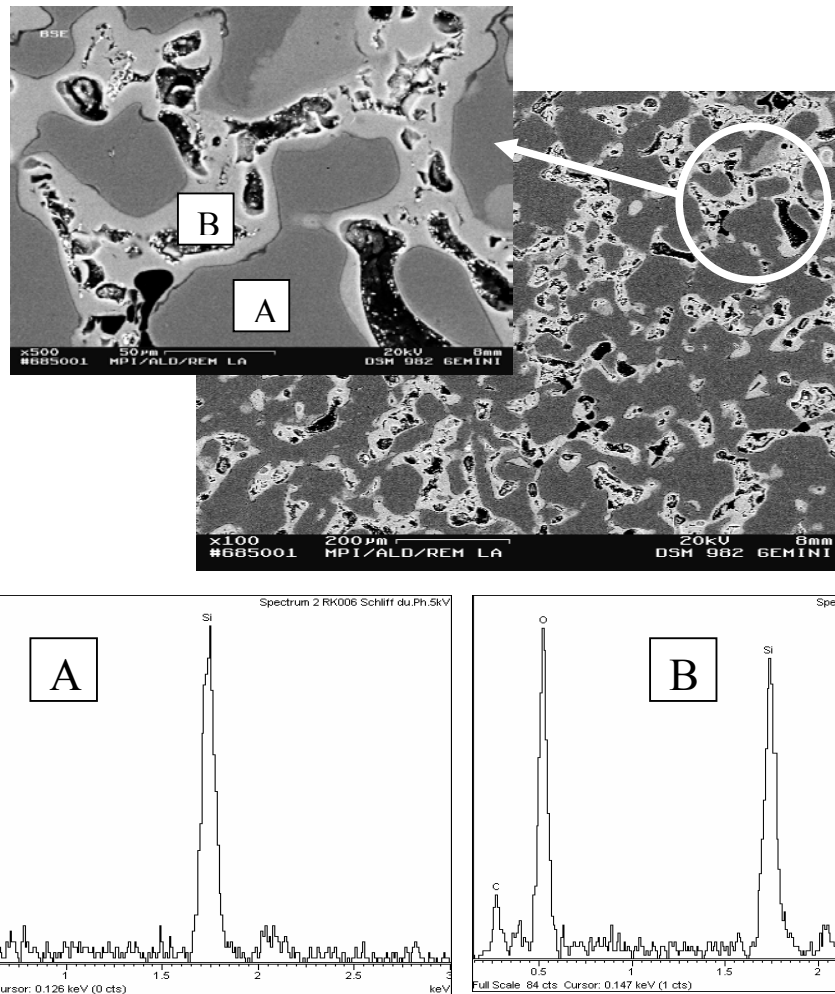 BSE
B
A
x500 50µm 20kV 8mm
#685001 MPI/ALD/REM LA DSM 982 GEMINI
x100 200µm 20kV 8mm
#685001 MPI/ALD/REM LA DSM 982 GEMINI
Spectrum 2 RK006 Schliff du.Ph.5kV
Si
A
1 1.5 2 2.5 3
ursor: 0.126 keV (0 cts) keV
Spe
O
Si
B
C
0.5 1 1.5 2
Full Scale 84 cts Cursor: 0.147 keV (1 cts)